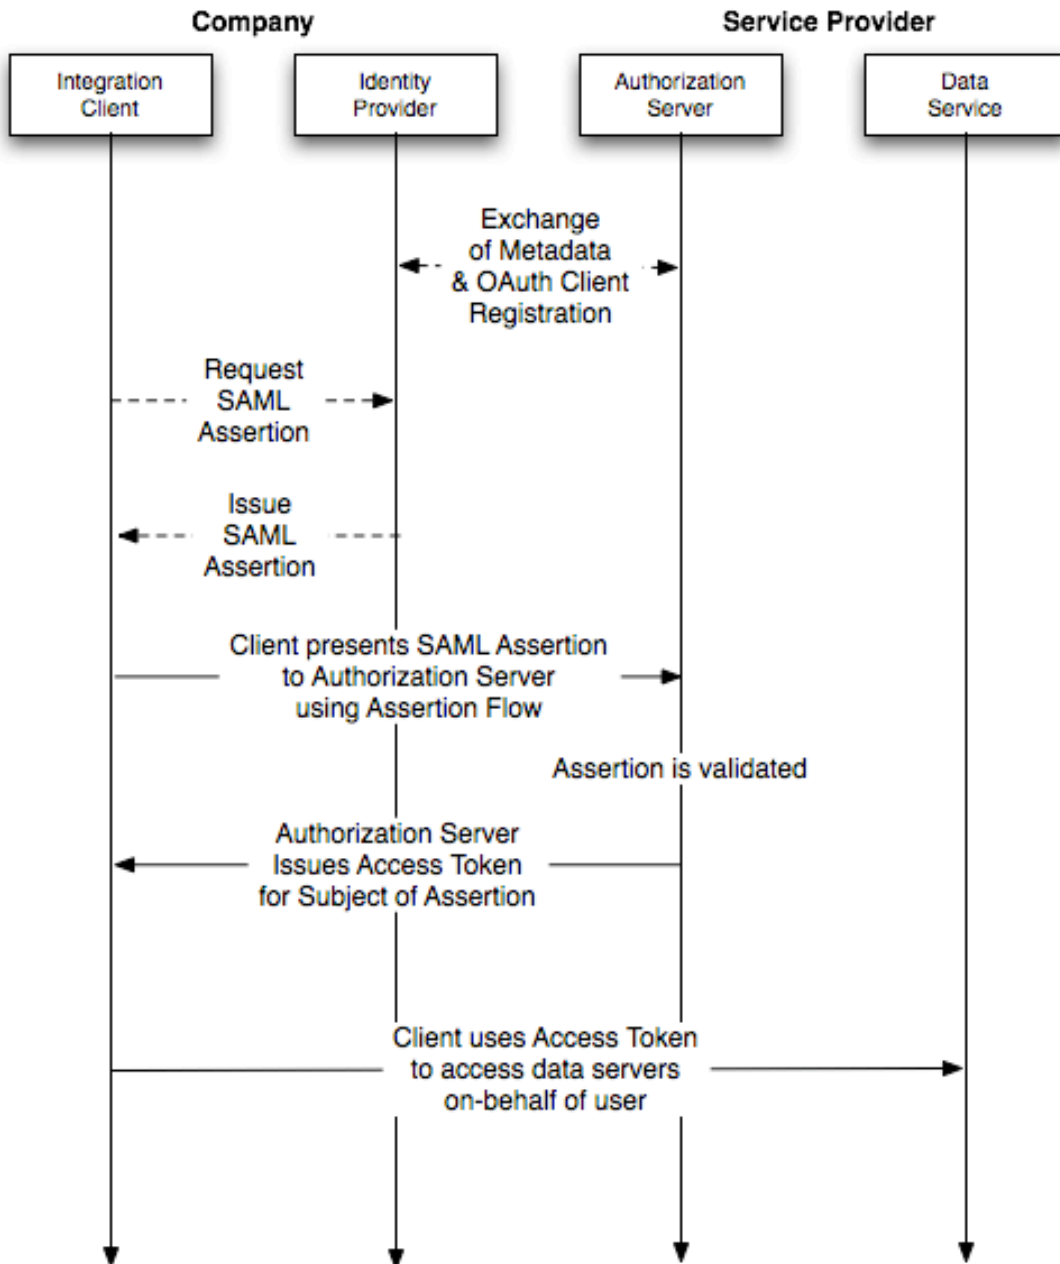 Company
Service Provider
Integration
Client
Identity
Provider
Authorization
Server
Data
Service
Exchange
of Metadata
& OAuth Client
Registration
Request
SAML
Assertion
Issue
SAML
Assertion
Client presents SAML Assertion
to Authorization Server
using Assertion Flow
Assertion is validated
Authorization Server
Issues Access Token
for Subject of Assertion
Client uses Access Token
to access data servers
on-behalf of user